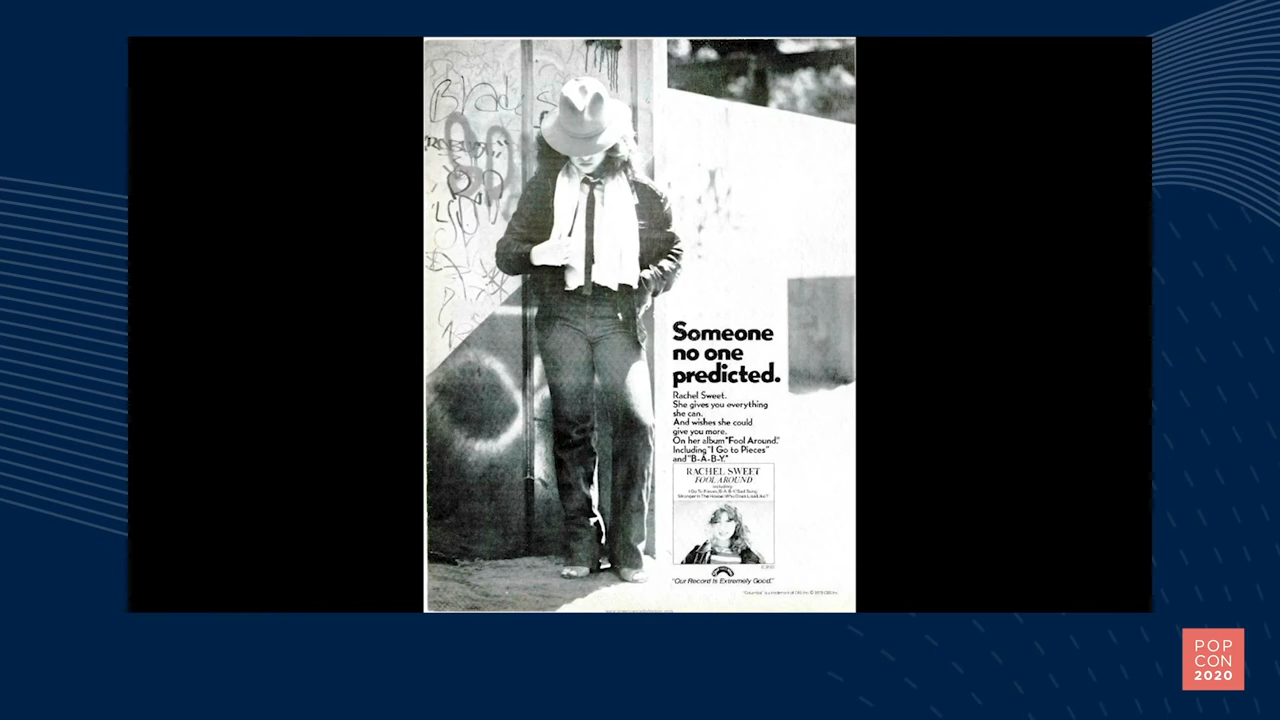 Someone
no one
predicted.
Rachel Sweet.
She gives you everything
she can.
And wishes she could
give you more.
On her album "Fool Around."
Including "I Go to Pieces"
and "B-A-B-Y."
RACHEL SWEET
FOOL AROUND
including
"Our Record Is Extremely Good."
POP
CON
2020